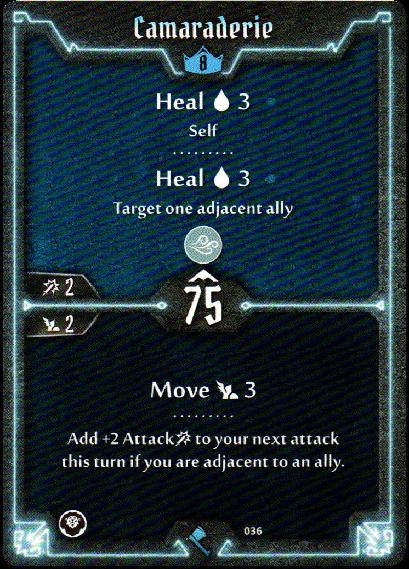 Camaraderie
8
Heal 3
Self
Heal 3
Target one adjacent ally
2
75
2
Move 3
Add +2 Attack to your next attack
this turn if you are adjacent to an ally.
036